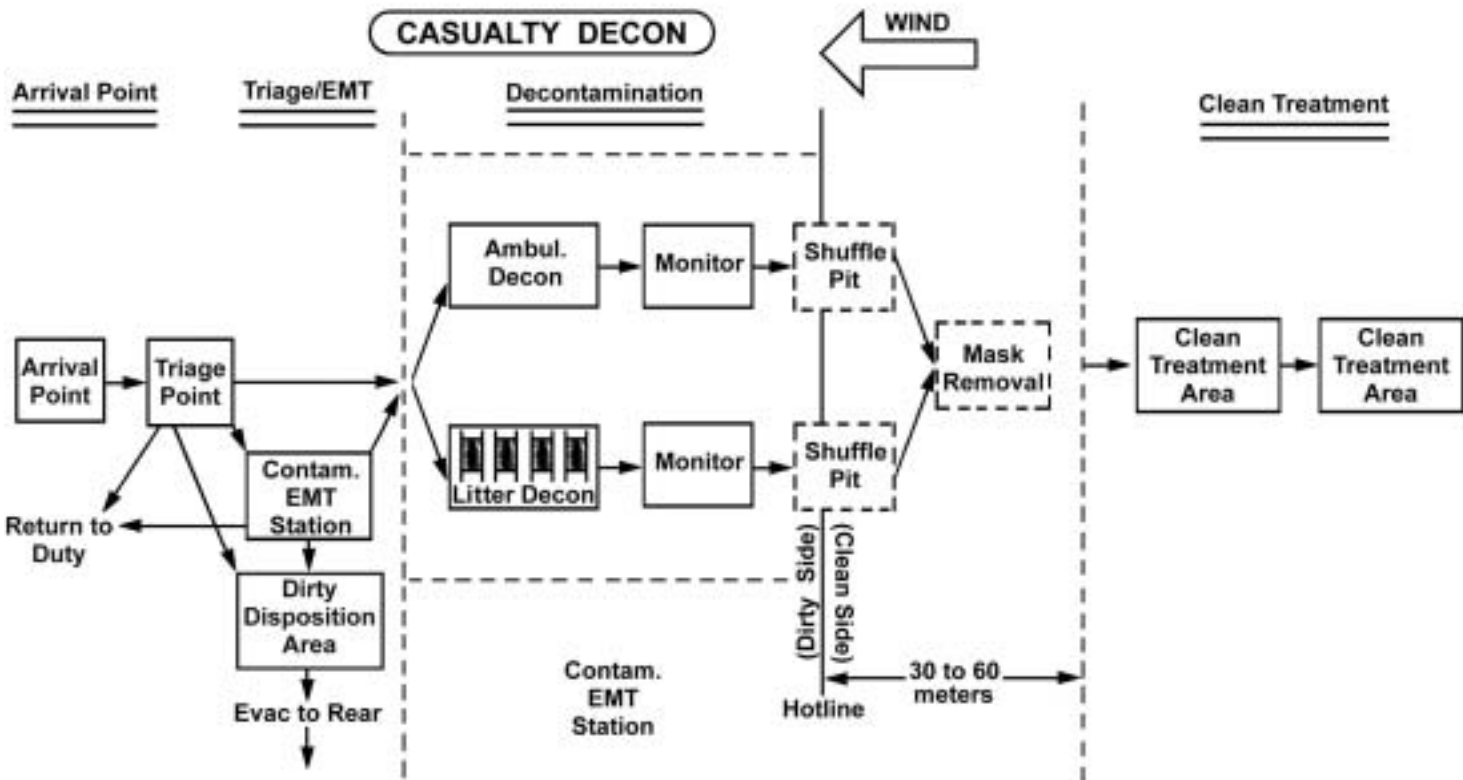 CASUALTY DECON
WIND
Arrival Point
Triage/EMT
Decontamination
Clean Treatment
Ambul.
Decon
Monitor
Shuffle
Pit
Arrival
Point
Triage
Point
Mask
Removal
Clean
Treatment
Area
Clean
Treatment
Area
Contam.
EMT
Station
Litter Decon
Monitor
Shuffle
Pit
Return to
Duty
Dirty
Disposition
Area
Evac to Rear
Contam.
EMT
Station
(Dirty Side)
(Clean Side)
Hotline
30 to 60
meters